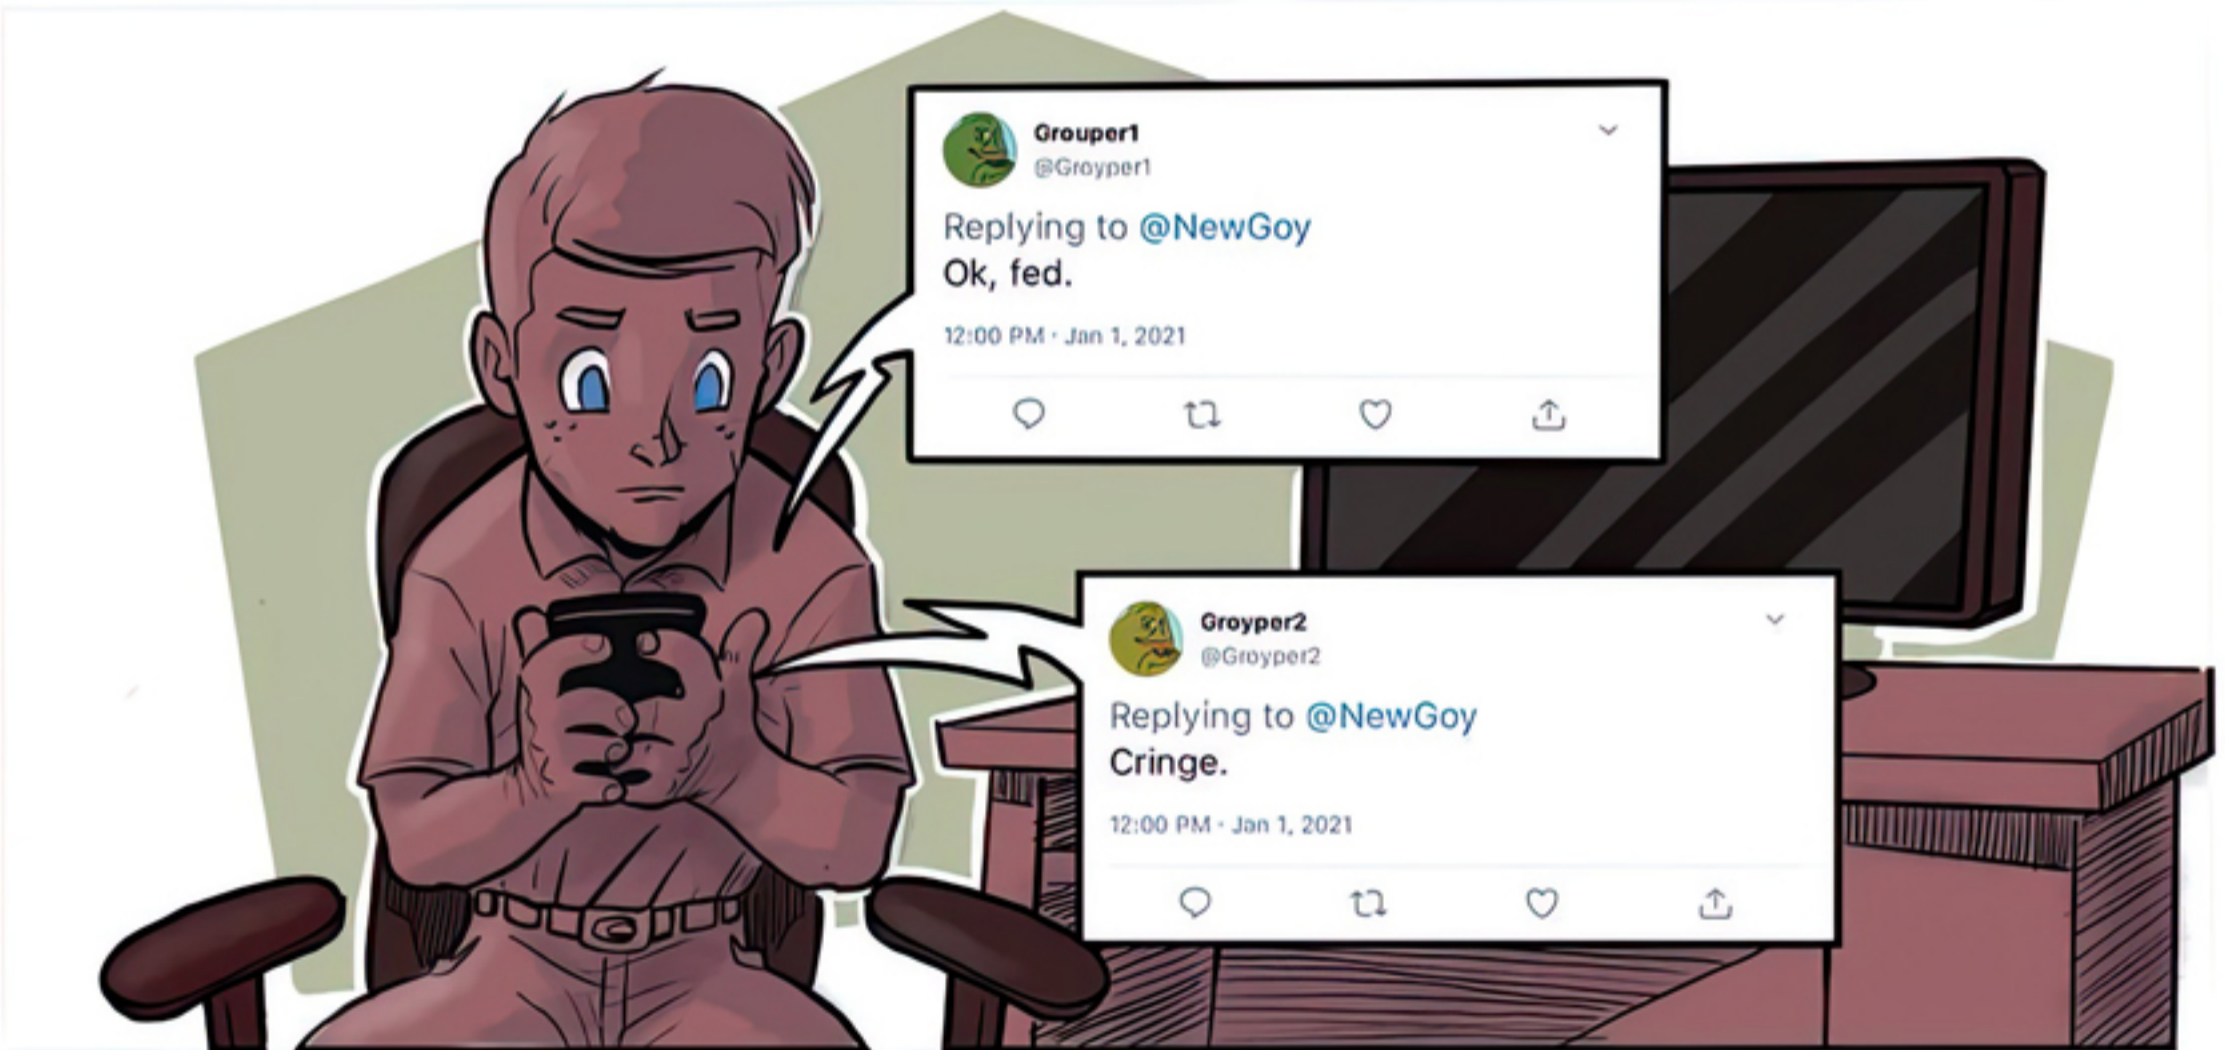 Grouper1
@Groyper1
Replying to @NewGoy
Ok, fed.
12:00 PM · Jan 1, 2021
Groyper2
@Groyper2
Replying to @NewGoy
Cringe.
12:00 PM · Jan 1, 2021